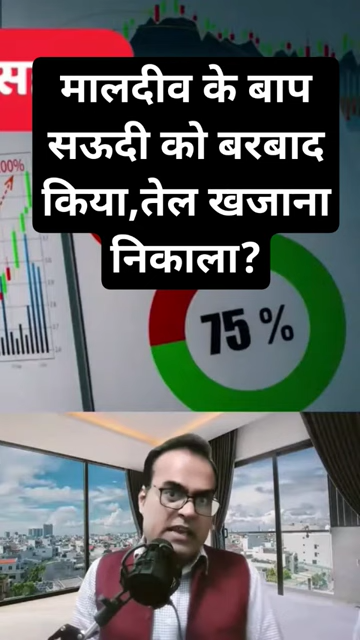 मालदीव के बाप
सऊदी को बरबाद
किया,तेल खजाना
निकाला?
75 %